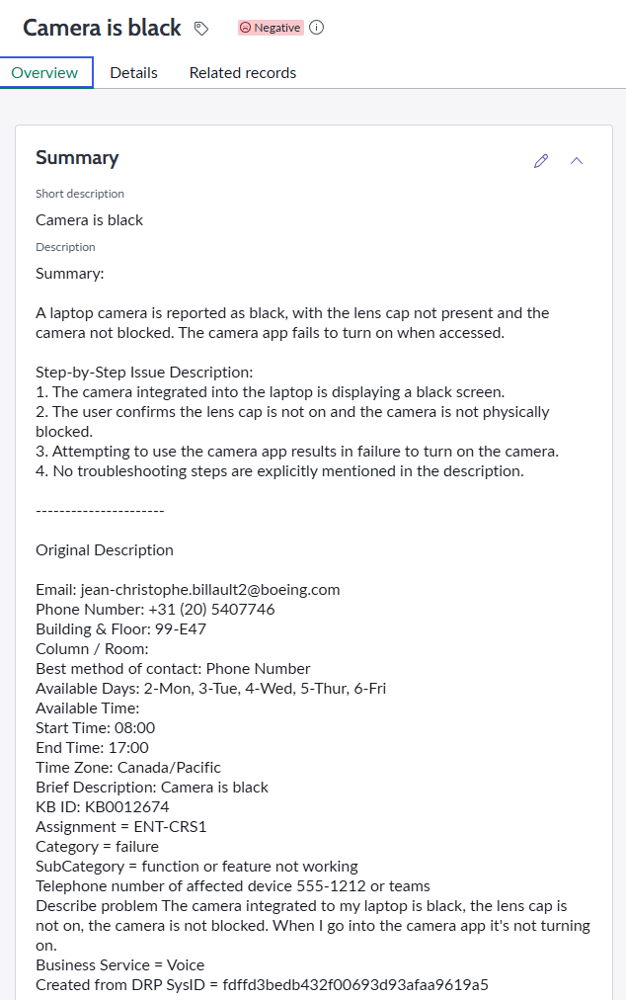 Camera is black
Negative
Overview
Details
Related records
Summary
Short description
Camera is black
Description
Summary:
A laptop camera is reported as black, with the lens cap not present and the
camera not blocked. The camera app fails to turn on when accessed.
Step-by-Step Issue Description:
1. The camera integrated into the laptop is displaying a black screen.
2. The user confirms the lens cap is not on and the camera is not physically
blocked.
3. Attempting to use the camera app results in failure to turn on the camera.
4. No troubleshooting steps are explicitly mentioned in the description.
----------------------
Original Description
Email: jean-christophe.billault2@boeing.com
Phone Number: +31 (20) 5407746
Building & Floor: 99-E47
Column / Room:
Best method of contact: Phone Number
Available Days: 2-Mon, 3-Tue, 4-Wed, 5-Thur, 6-Fri
Available Time:
Start Time: 08:00
End Time: 17:00
Time Zone: Canada/Pacific
Brief Description: Camera is black
KB ID: KB0012674
Assignment = ENT-CRS1
Category = failure
SubCategory = function or feature not working
Telephone number of affected device 555-1212 or teams
Describe problem The camera integrated to my laptop is black, the lens cap is
not on, the camera is not blocked. When I go into the camera app it's not turning
on.
Business Service = Voice
Created from DRP SysID = fdffd3bedb432f00693d93afaa9619a5